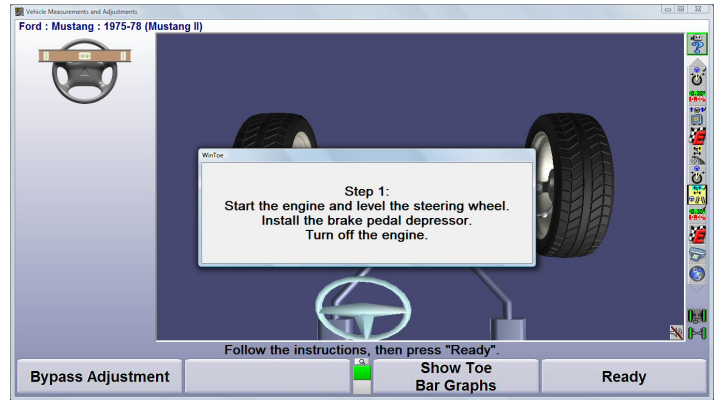 Vehicle Measurements and Adjustments
Ford : Mustang : 1975-78 (Mustang II)
WinToe
Step 1:
Start the engine and level the steering wheel.
Install the brake pedal depressor.
Turn off the engine.
Follow the instructions, then press "Ready".
Bypass Adjustment
Show Toe
Bar Graphs
Ready